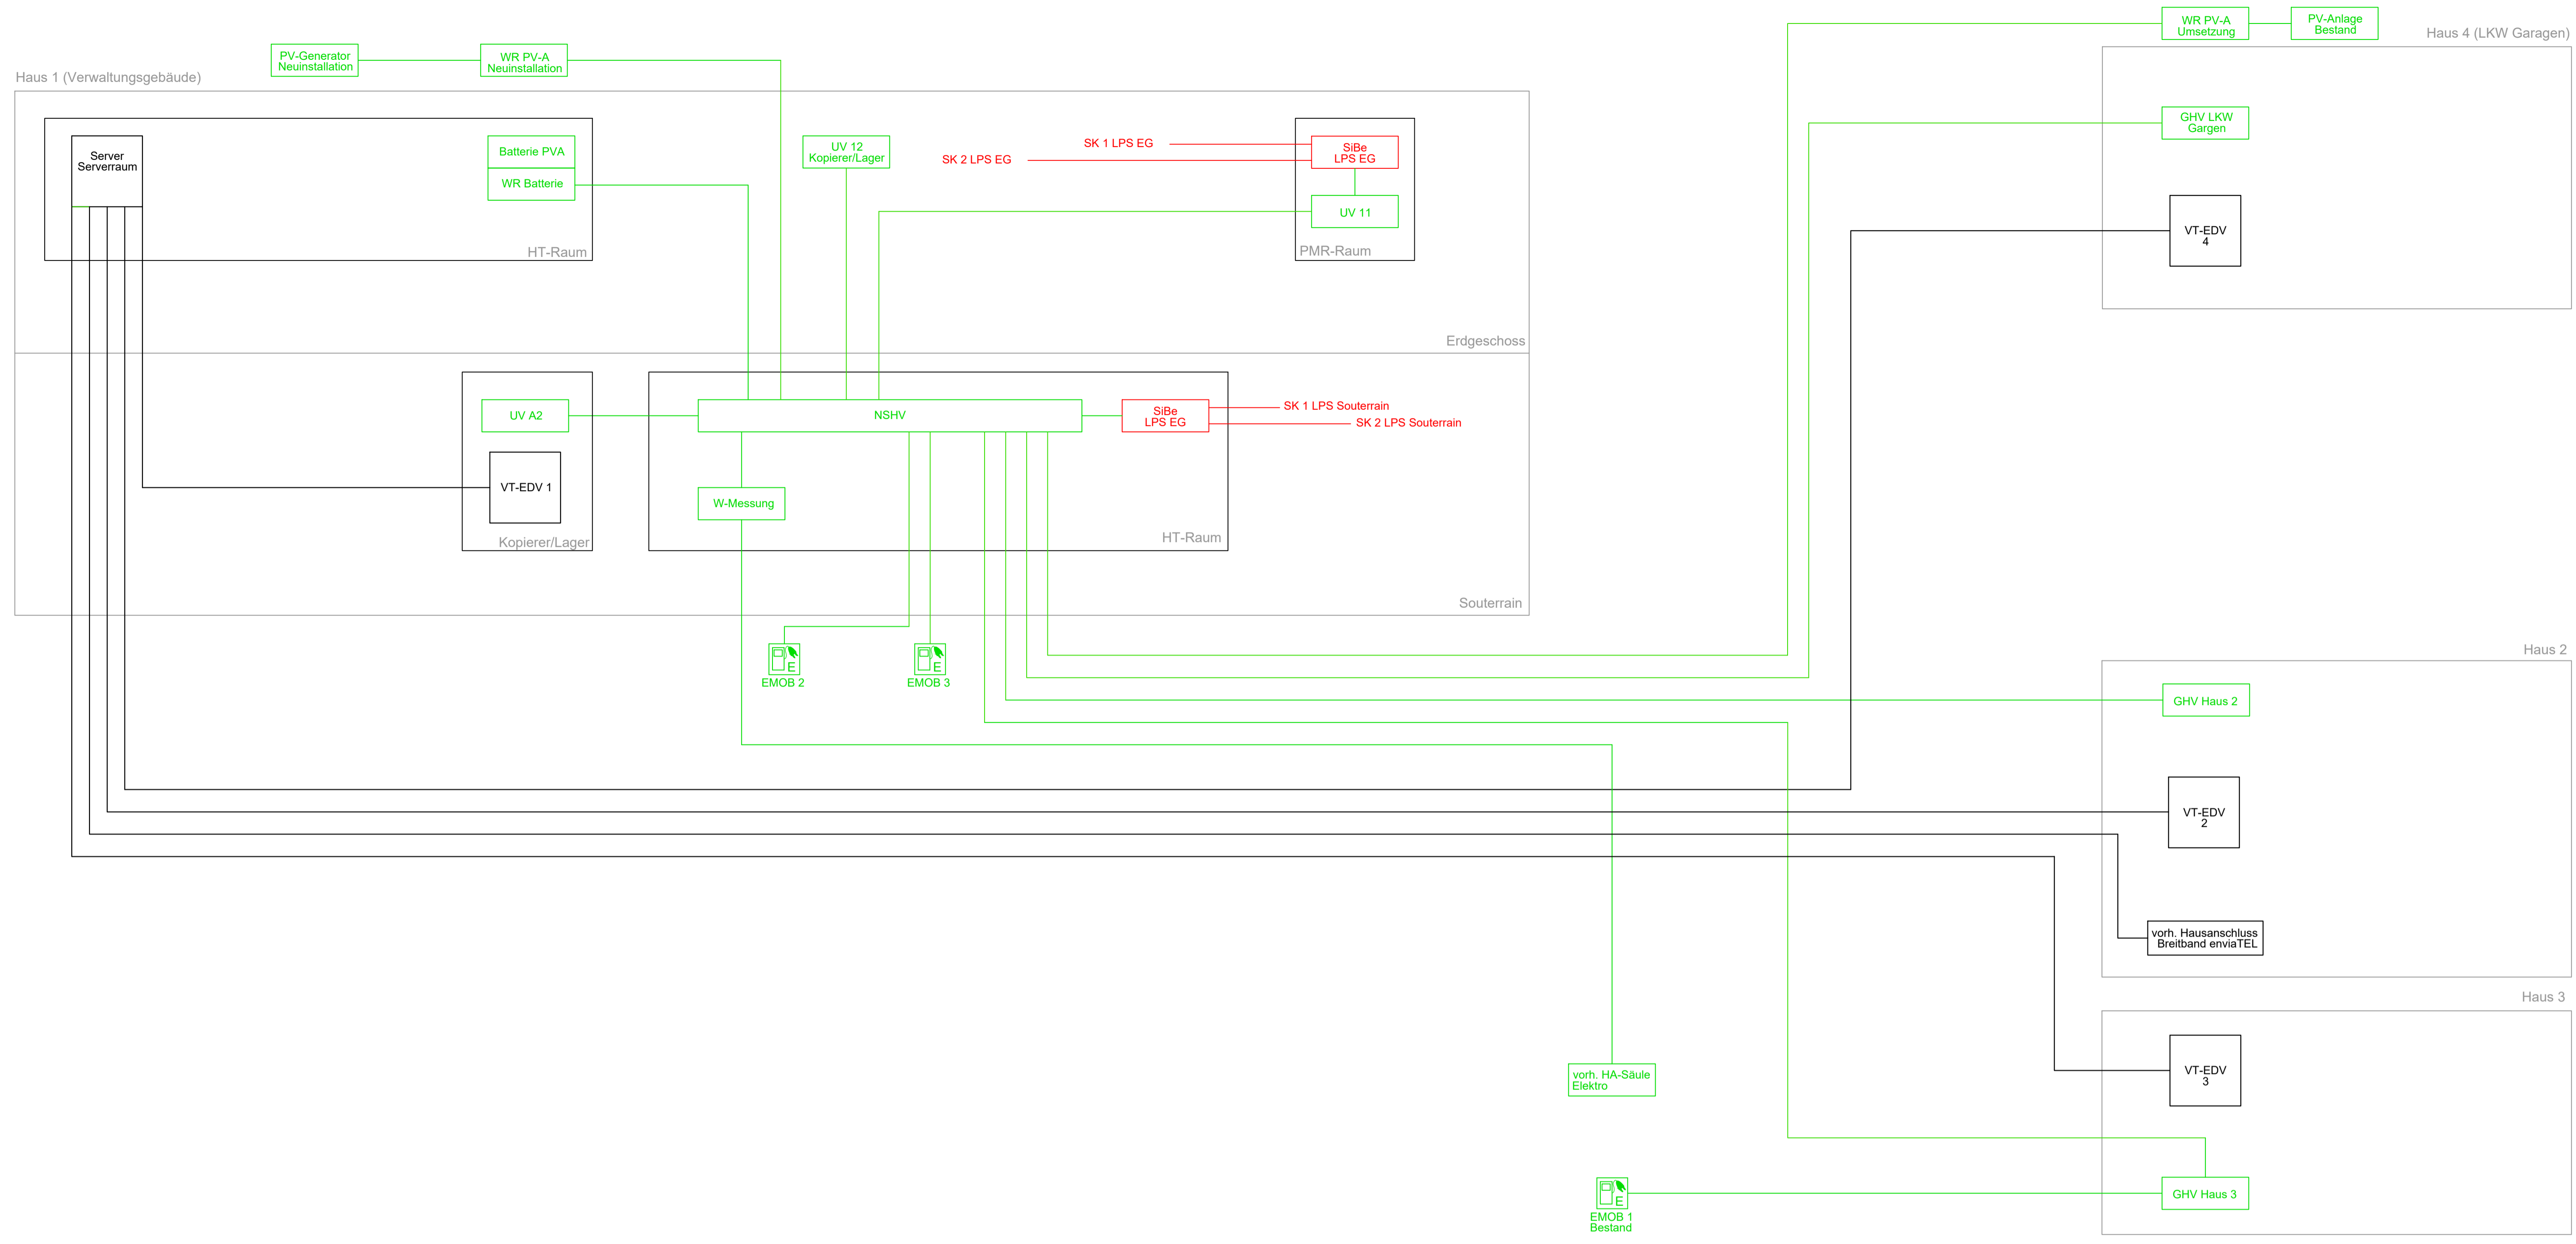 WR PV-A
Umsetzung
PV-Anlage
Bestand
Haus 4 (LKW Garagen)
PV-Generator
Neuinstallation
WR PV-A
Neuinstallation
Haus 1 (Verwaltungsgebäude)
Server
Serverraum
Batterie PVA
WR Batterie
HT-Raum
UV 12
Kopierer/Lager
SK 1 LPS EG
SK 2 LPS EG
SiBe
LPS EG
UV 11
PMR-Raum
Erdgeschoss
GHV LKW
Gargen
VT-EDV
4
UV A2
VT-EDV 1
Kopierer/Lager
NSHV
W-Messung
SiBe
LPS EG
SK 1 LPS Souterrain
SK 2 LPS Souterrain
HT-Raum
Souterrain
E
EMOB 2
E
EMOB 3
Haus 2
GHV Haus 2
VT-EDV
2
vorh. Hausanschluss
Breitband enviaTEL
Haus 3
VT-EDV
3
vorh. HA-Säule
Elektro
E
EMOB 1
Bestand
GHV Haus 3